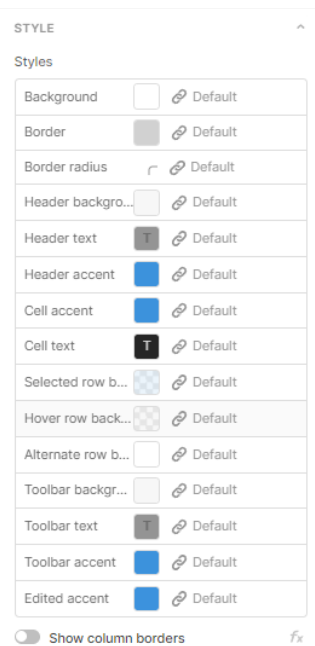 STYLE
Styles
Background Default
Border Default
Border radius Default
Header backgro... Default
Header text T Default
Header accent Default
Cell accent Default
Cell text T Default
Selected row b... Default
Hover row back... Default
Alternate row b... Default
Toolbar backgr... Default
Toolbar text T Default
Toolbar accent Default
Edited accent Default
Show column borders fx